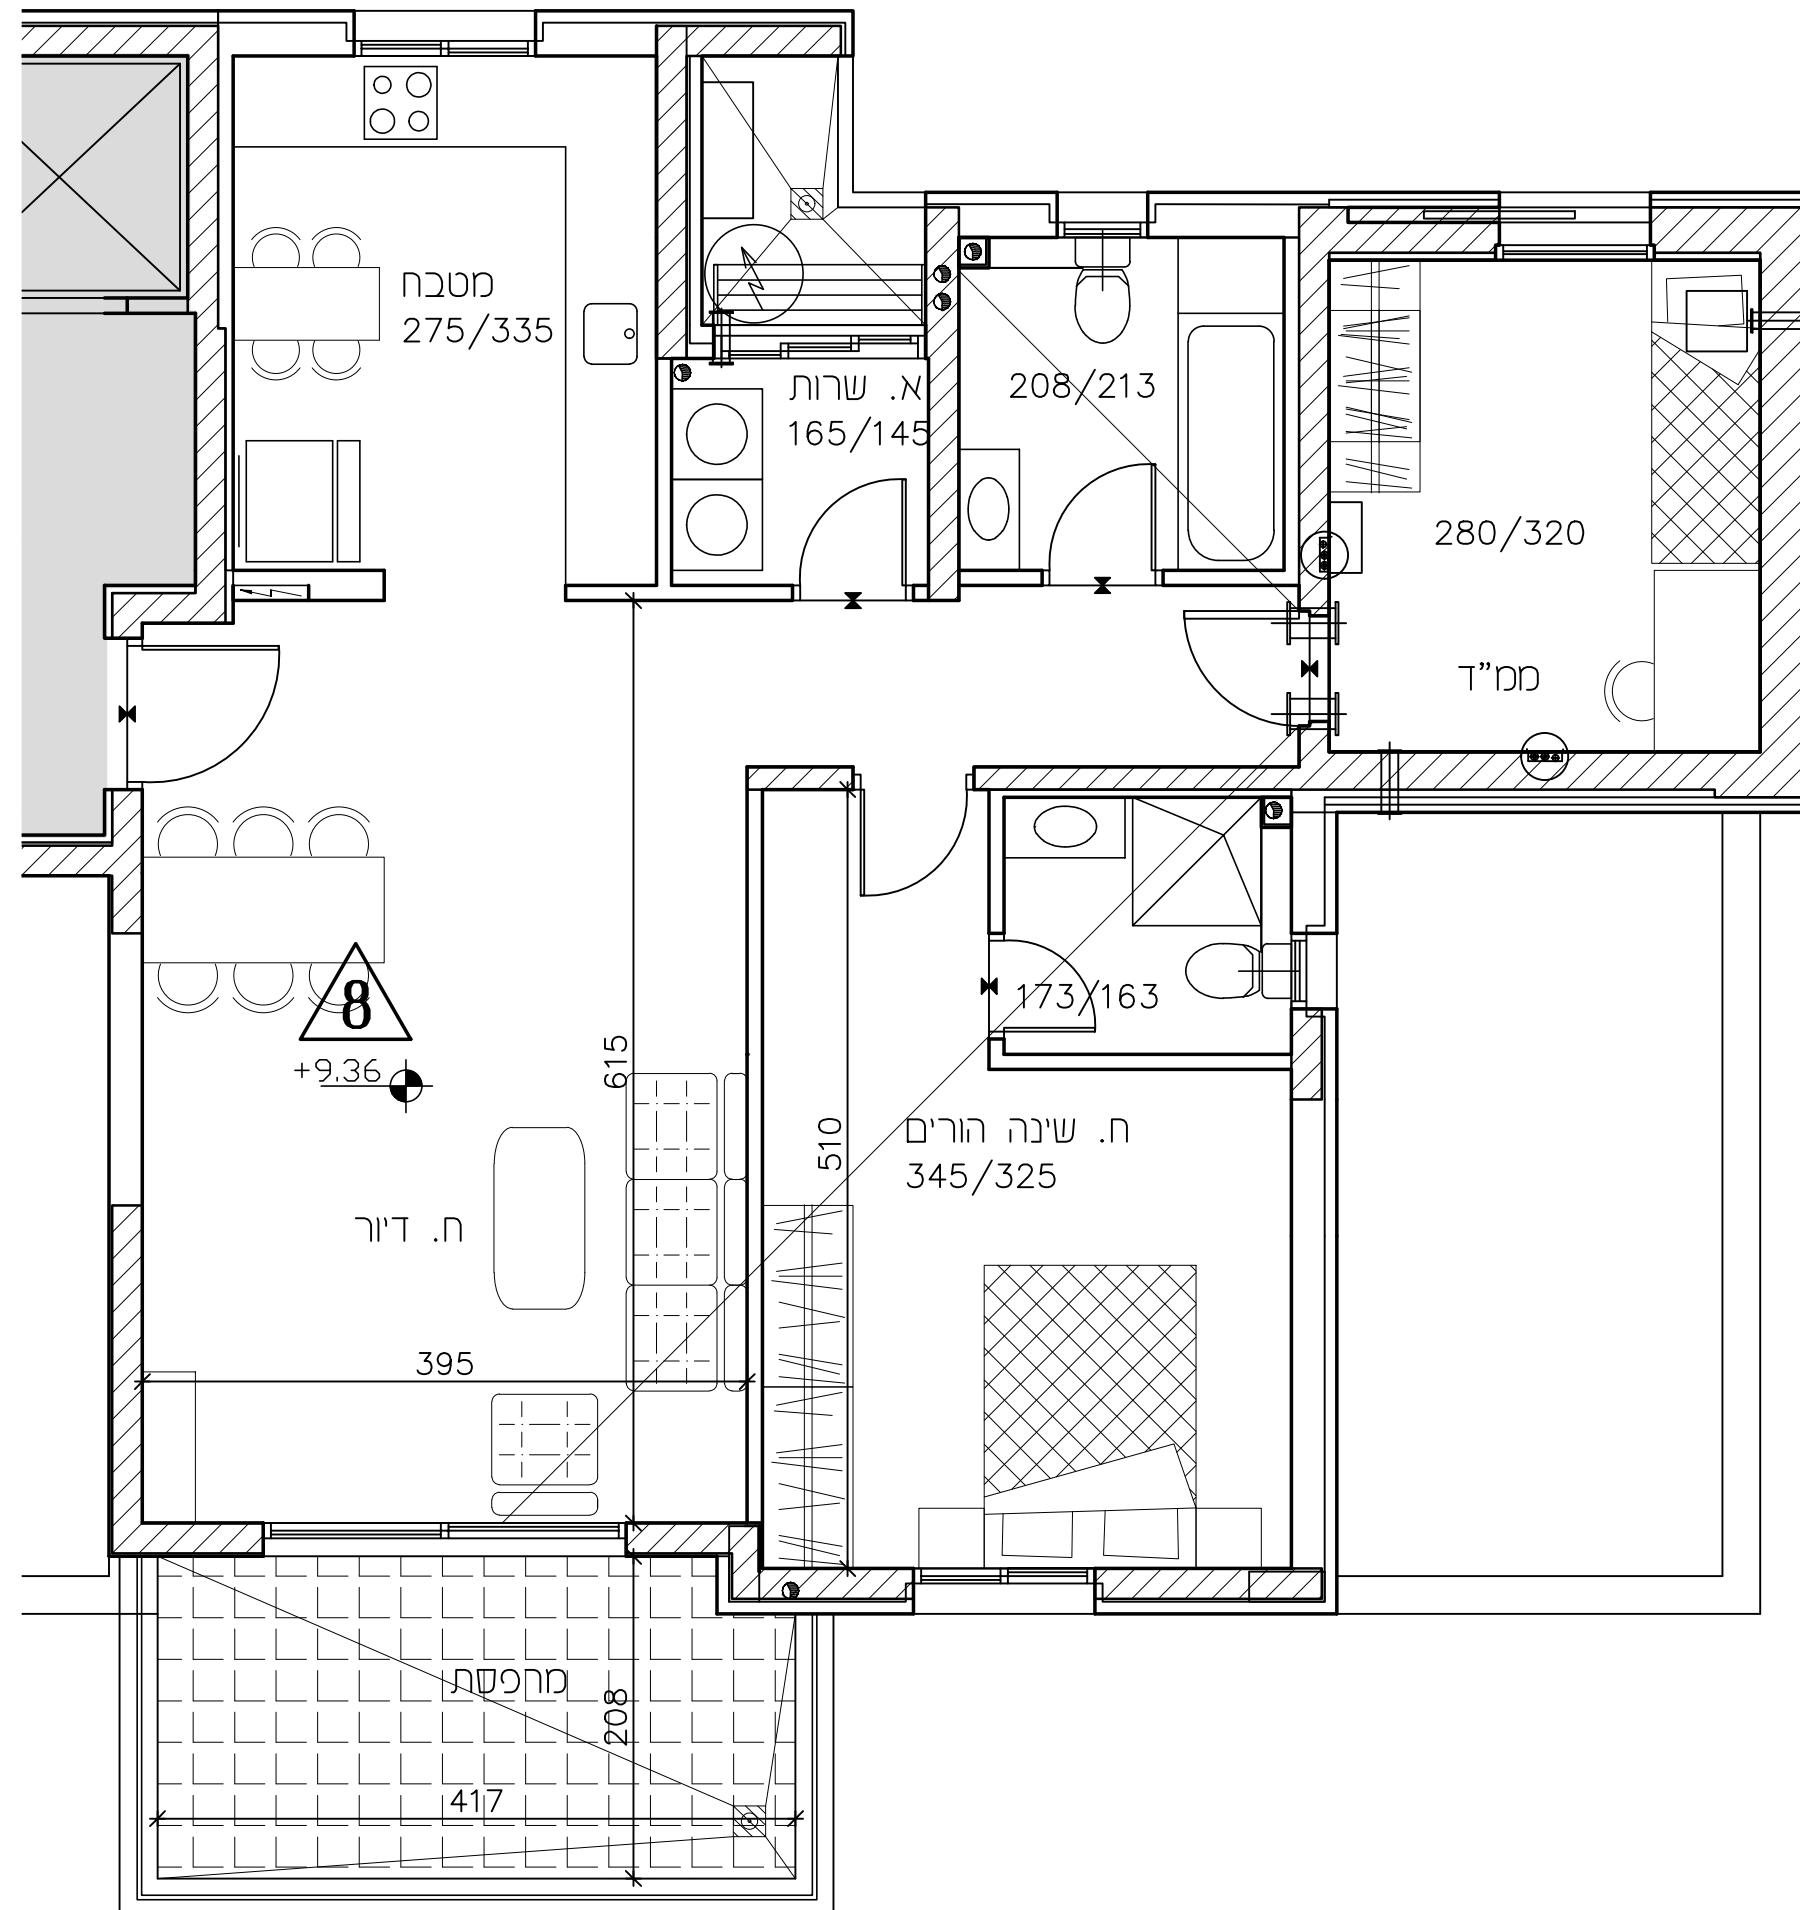 מטבח
275/335
א. שרות
165/145
208/213
280/320
ממ"ד
8
+9.36
173/163
615
510
ח. שינה הורים
345/325
ח. דיור
395
מרפסת
208
417